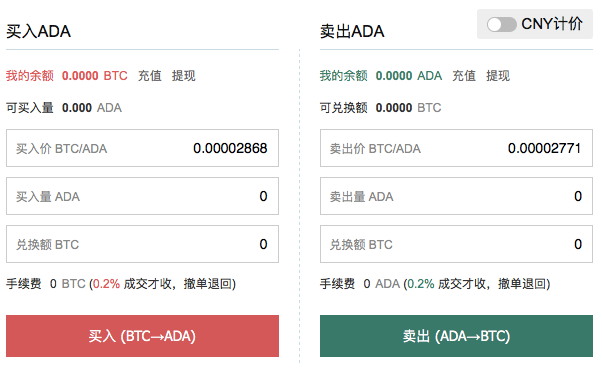 买入ADA
我的余额 0.0000 BTC 充值 提现
可买入量 0.000 ADA
买入价 BTC/ADA 0.00002868
买入量 ADA 0
兑换额 BTC 0
手续费 0 BTC (0.2% 成交才收，撤单退回)
买入 (BTC→ADA)
卖出ADA
CNY计价
我的余额 0.0000 ADA 充值 提现
可兑换额 0.0000 BTC
卖出价 BTC/ADA 0.00002771
卖出量 ADA 0
兑换额 BTC 0
手续费 0 ADA (0.2% 成交才收，撤单退回)
卖出 (ADA→BTC)